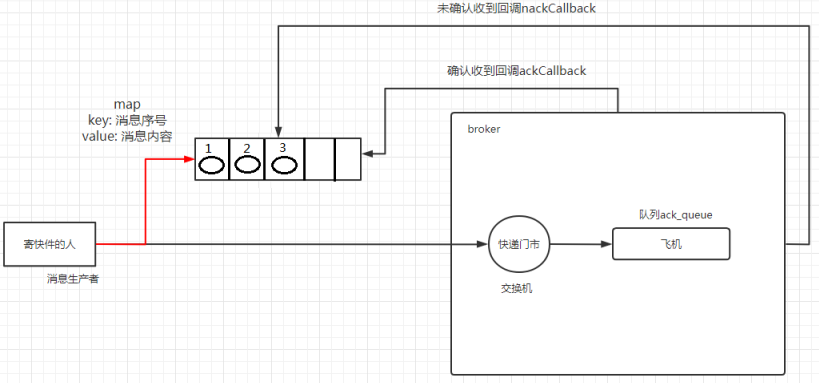 未确认收到回调nackCallback
确认收到回调ackCallback
map
key: 消息序号
value: 消息内容
broker
1 2 3
队列ack_queue
寄快件的人
快递门市
飞机
消息生产者
交换机